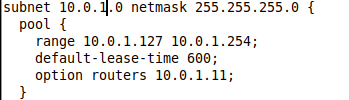 subnet 10.0.1.0 netmask 255.255.255.0 {
  pool {
    range 10.0.1.127 10.0.1.254;
    default-lease-time 600;
    option routers 10.0.1.11;
  }